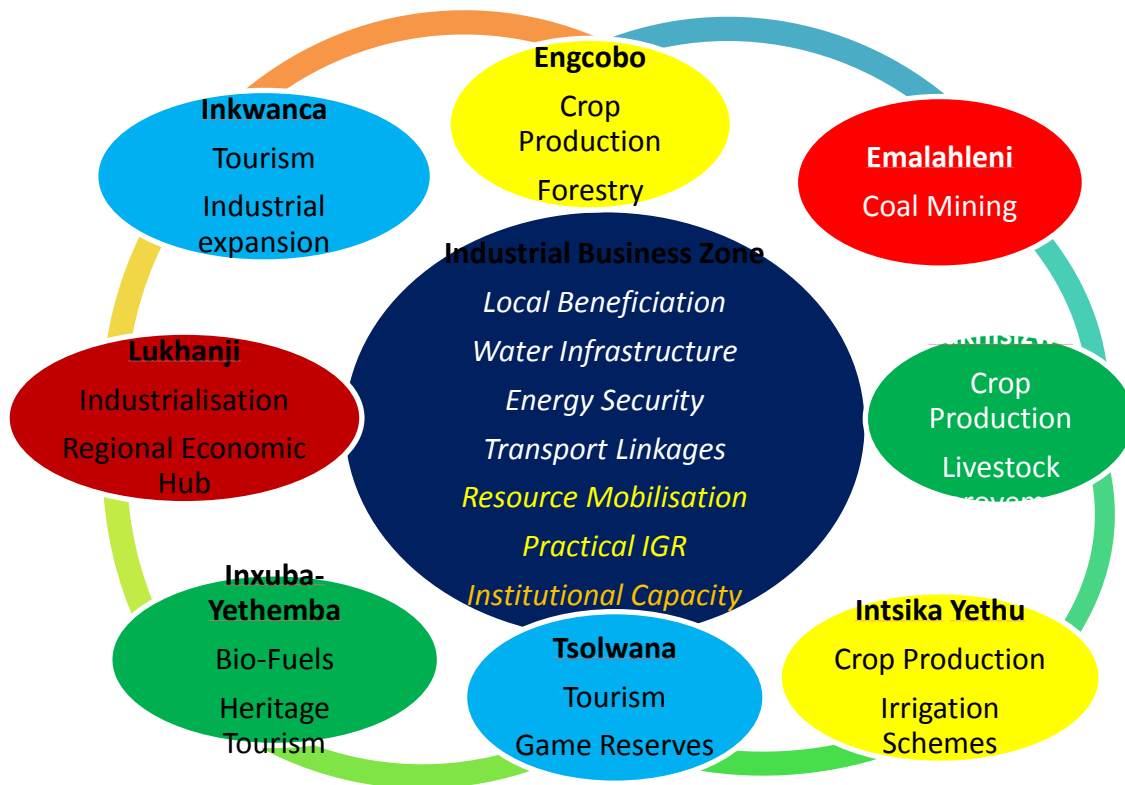 Engcobo
Crop
Production
Forestry
Inkwanca
Tourism
Industrial
expansion
Emalahleni
Coal Mining
Industrial Business Zone
Local Beneficiation
Water Infrastructure
Energy Security
Transport Linkages
Resource Mobilisation
Practical IGR
Institutional Capacity
Lukhanji
Industrialisation
Regional Economic
Hub
Crop
Production
Livestock
Inxuba-
Yethemba
Bio-Fuels
Heritage
Tourism
Tsolwana
Tourism
Game Reserves
Intsika Yethu
Crop Production
Irrigation
Schemes